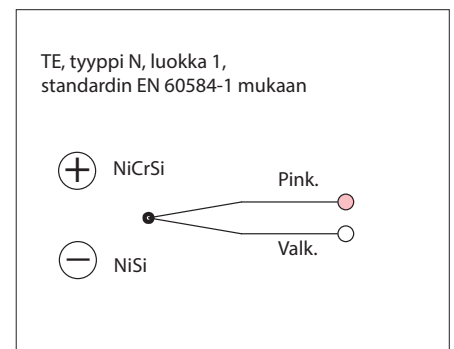 TE, tyyppi N, luokka 1,
standardin EN 60584-1 mukaan
+ NiCrSi
Pink.
Valk.
− NiSi